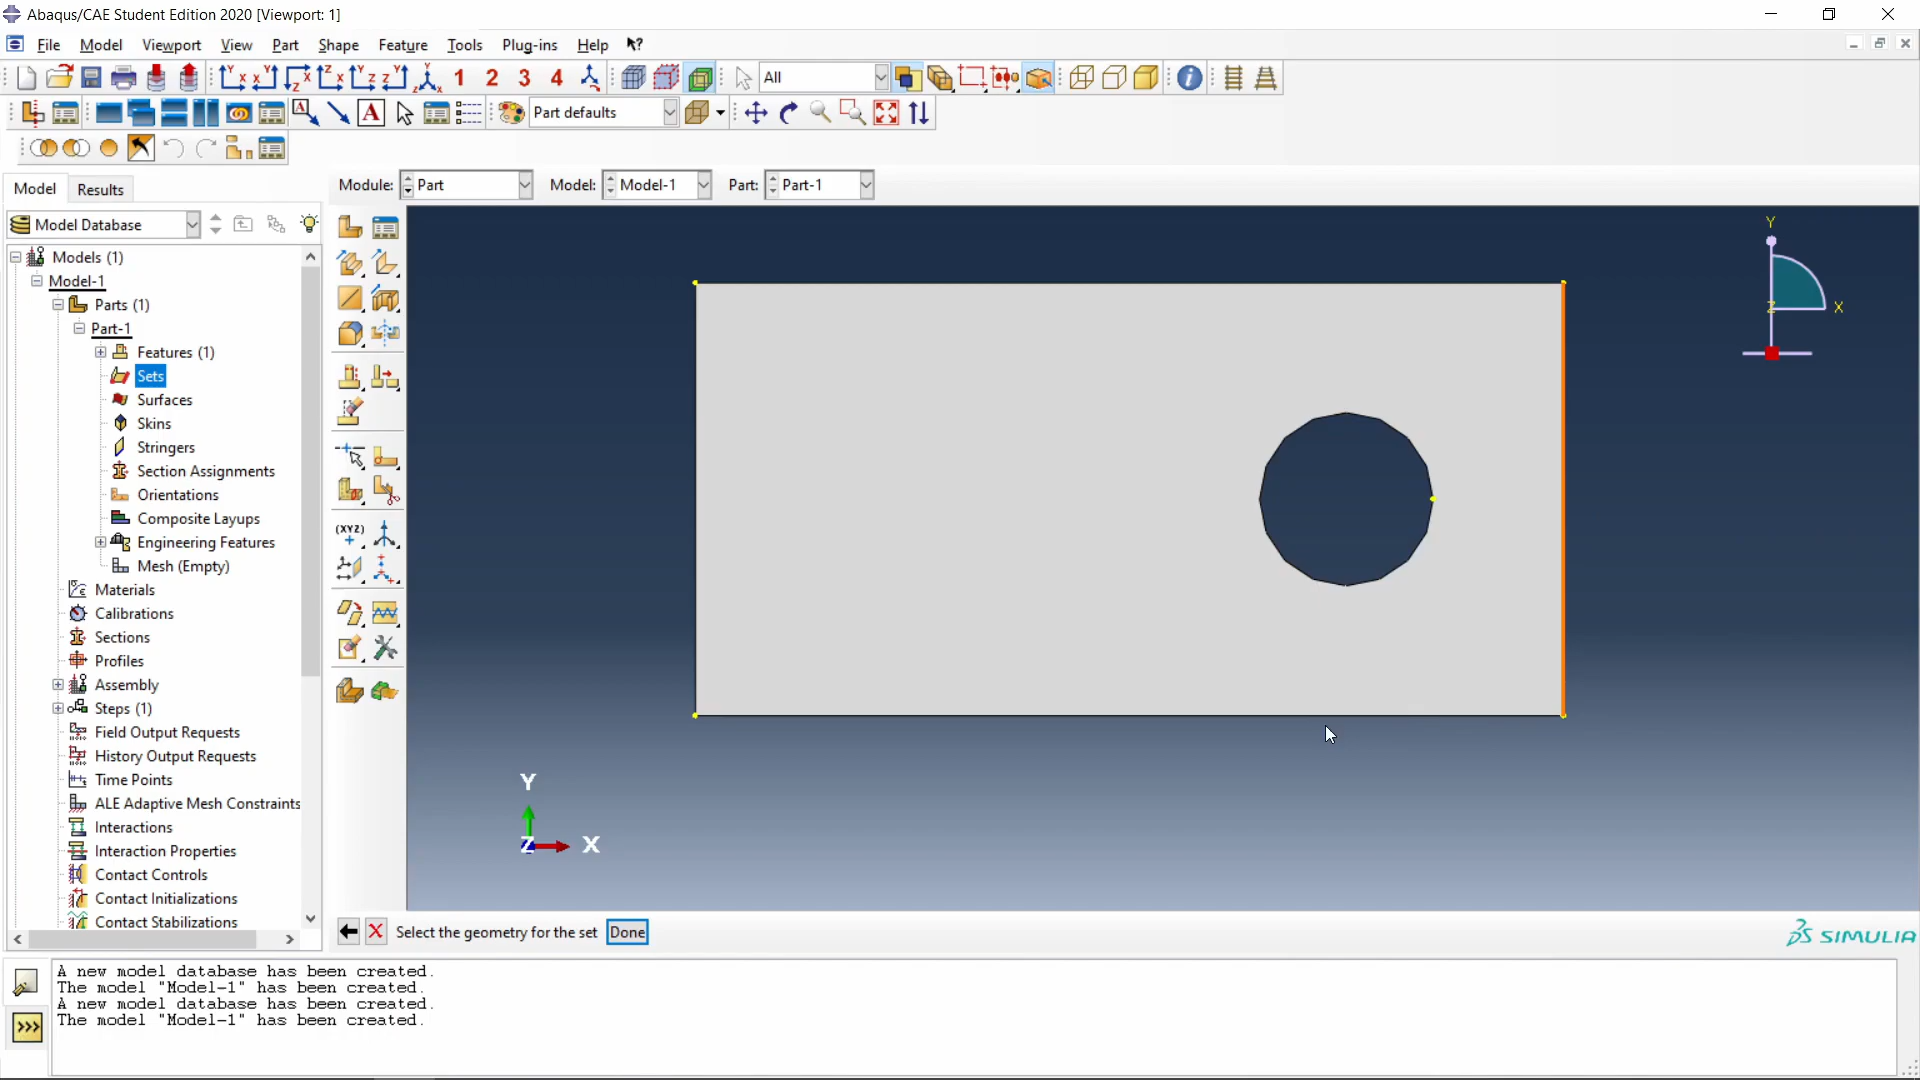 Abaqus/CAE Student Edition 2020 [Viewport: 1]
File Model Viewport View Part Shape Feature Tools Plug-ins Help
1 2 3 4 All
A Part defaults
Model Results Module: Part Model: Model-1 Part: Part-1
Model Database
Models (1)
Model-1
Parts (1)
Part-1
Features (1)
Sets
Surfaces
Skins
Stringers
Section Assignments
Orientations
Composite Layups
Engineering Features
Mesh (Empty)
Materials
Calibrations
Sections
Profiles
Assembly
Steps (1)
Field Output Requests
History Output Requests
Time Points
ALE Adaptive Mesh Constraints
Interactions
Interaction Properties
Contact Controls
Contact Initializations
Contact Stabilizations
(XYZ)
Y
Z X
Y
Z X
Select the geometry for the set Done
SIMULIA
A new model database has been created.
The model "Model-1" has been created.
A new model database has been created.
The model "Model-1" has been created.
>>>